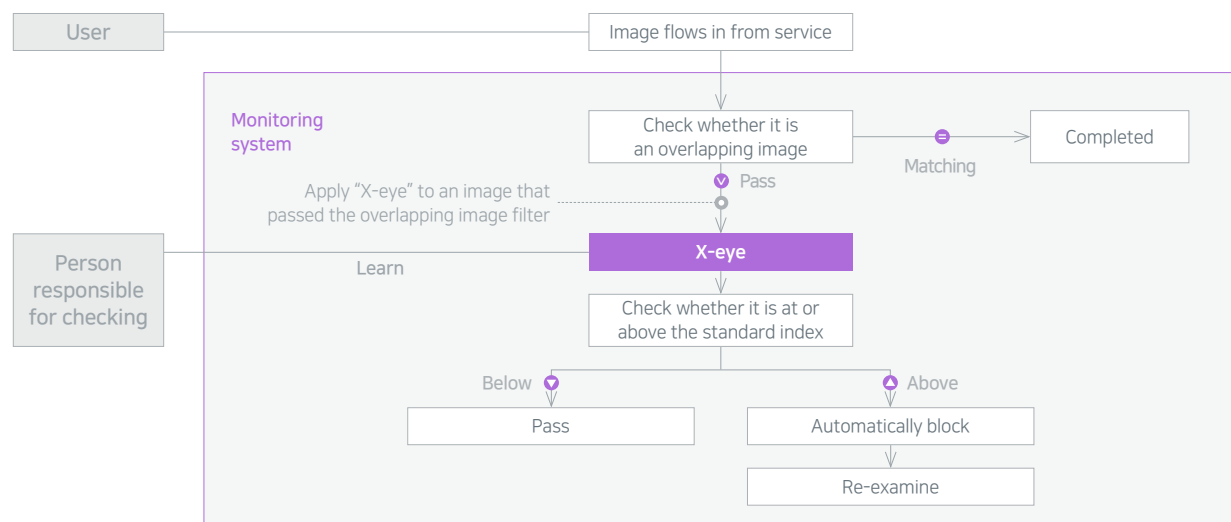 User
Image flows in from service
Monitoring
system
Check whether it is
an overlapping image
Completed
Matching
Pass
Apply “X-eye” to an image that
passed the overlapping image filter
Person
responsible
for checking
Learn
X-eye
Check whether it is at or
above the standard index
Below
Above
Pass
Automatically block
Re-examine